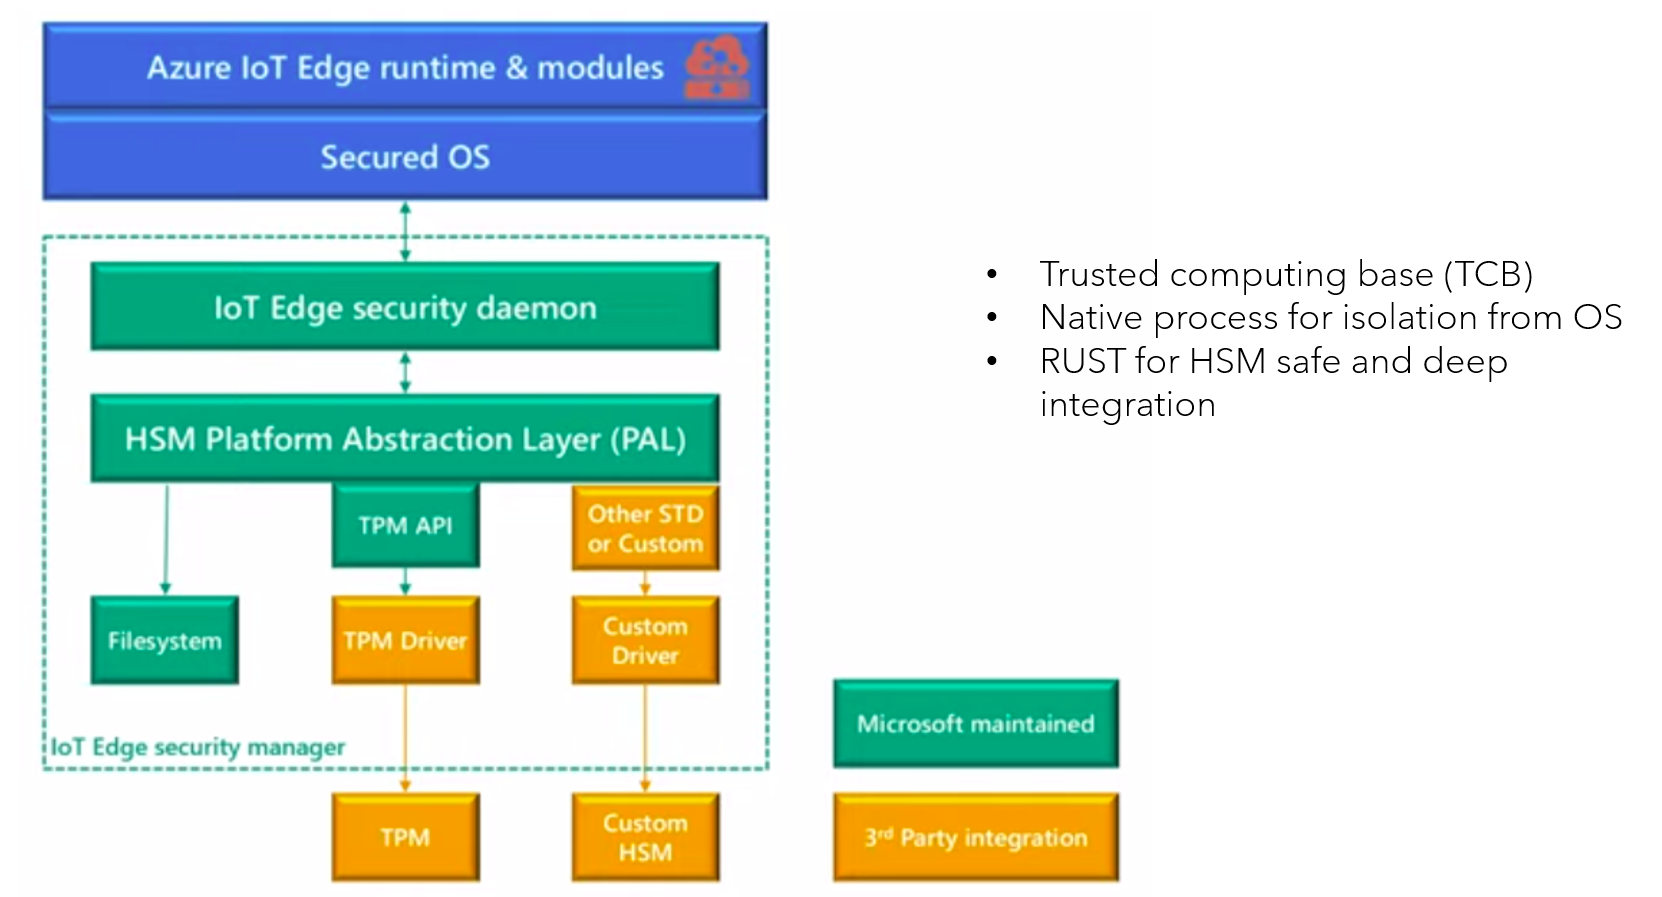 Azure IoT Edge runtime & modules
Secured OS
IoT Edge security daemon
HSM Platform Abstraction Layer (PAL)
TPM API
Other STD
or Custom
Filesystem
TPM Driver
Custom
Driver
IoT Edge security manager
TPM
Custom
HSM
• Trusted computing base (TCB)
• Native process for isolation from OS
• RUST for HSM safe and deep
integration
Microsoft maintained
3rd Party integration